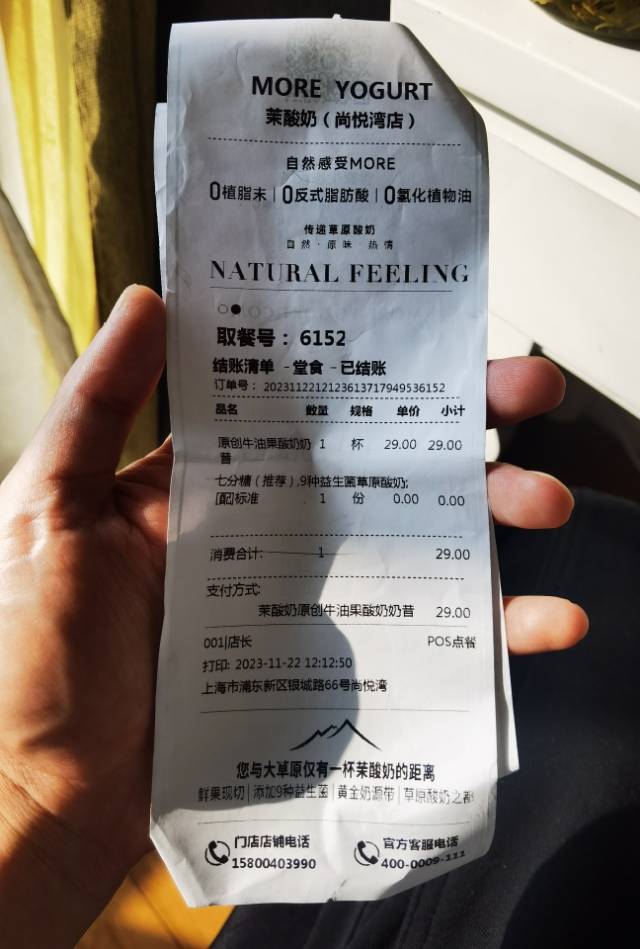 MORE YOGURT
茉酸奶（尚悦湾店）
自然感受MORE
0植脂末｜0反式脂肪酸｜0氢化植物油
传递草原酸奶
自然·原味 热情
NATURAL FEELING
取餐号：6152
结账清单 -堂食 -已结账
订单号：2023112212123613717949536152
品名 数量 规格 单价 小计
原创牛油果酸奶奶 1 杯 29.00 29.00
昔
七分糖（推荐）,9种益生菌草原酸奶;
[配]标准 1 份 0.00 0.00
消费合计: 1 29.00
支付方式:
茉酸奶原创牛油果酸奶奶昔 29.00
001|店长 POS点餐
打印: 2023-11-22 12:12:50
上海市浦东新区银城路66号尚悦湾
您与大草原仅有一杯茉酸奶的距离
鲜果现切｜添加9种益生菌｜黄金奶源带｜草原酸奶之都
门店店铺电话 官方客服电话
15800403990 400-0009-111